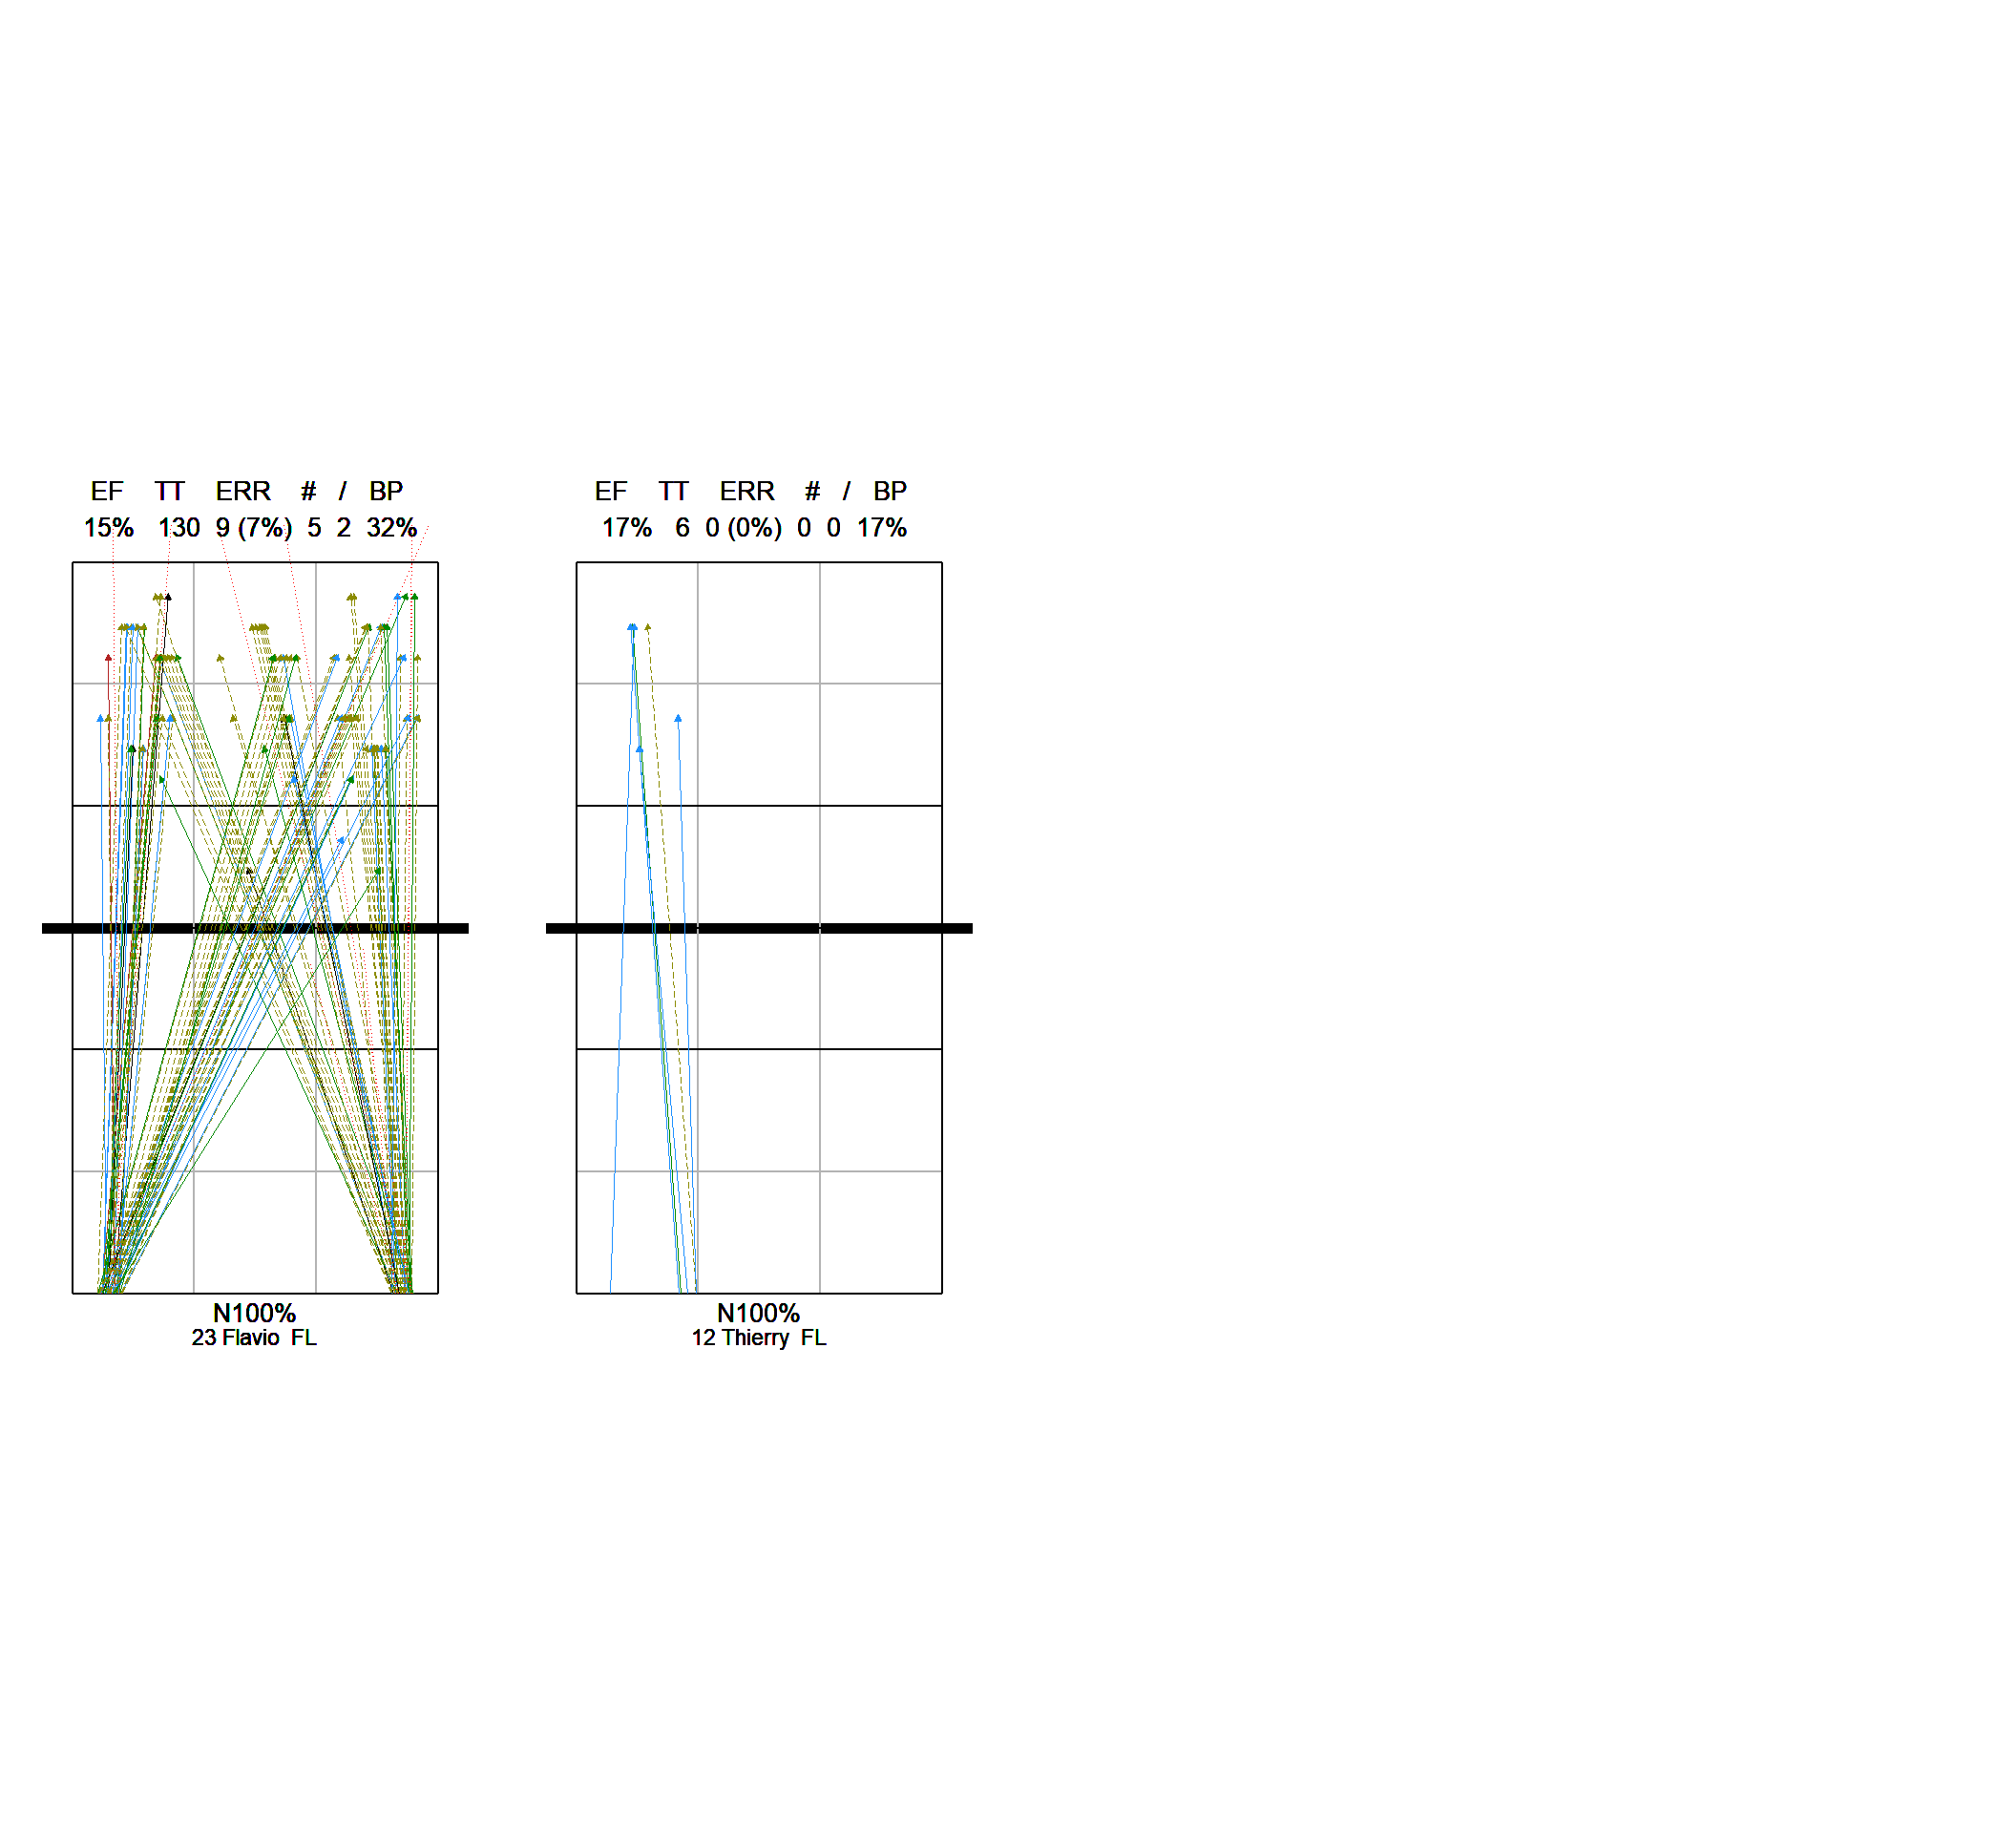 EF TT ERR # / BP
15% 130 9 (7%) 5 2 32%
N100%
23 Flavio FL
EF TT ERR # / BP
17% 6 0 (0%) 0 0 17%
N100%
12 Thierry FL